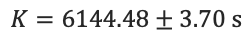 K = 6144.48 ± 3.70 s